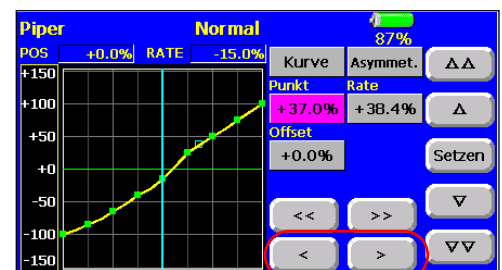 Piper Normal 87%
POS +0.0% RATE -15.0%
Kurve Asymmet.
Punkt Rate
+37.0% +38.4%
Offset
+0.0%
Setzen
<< >>
< >
+150
+100
+50
+0
-50
-100
-150